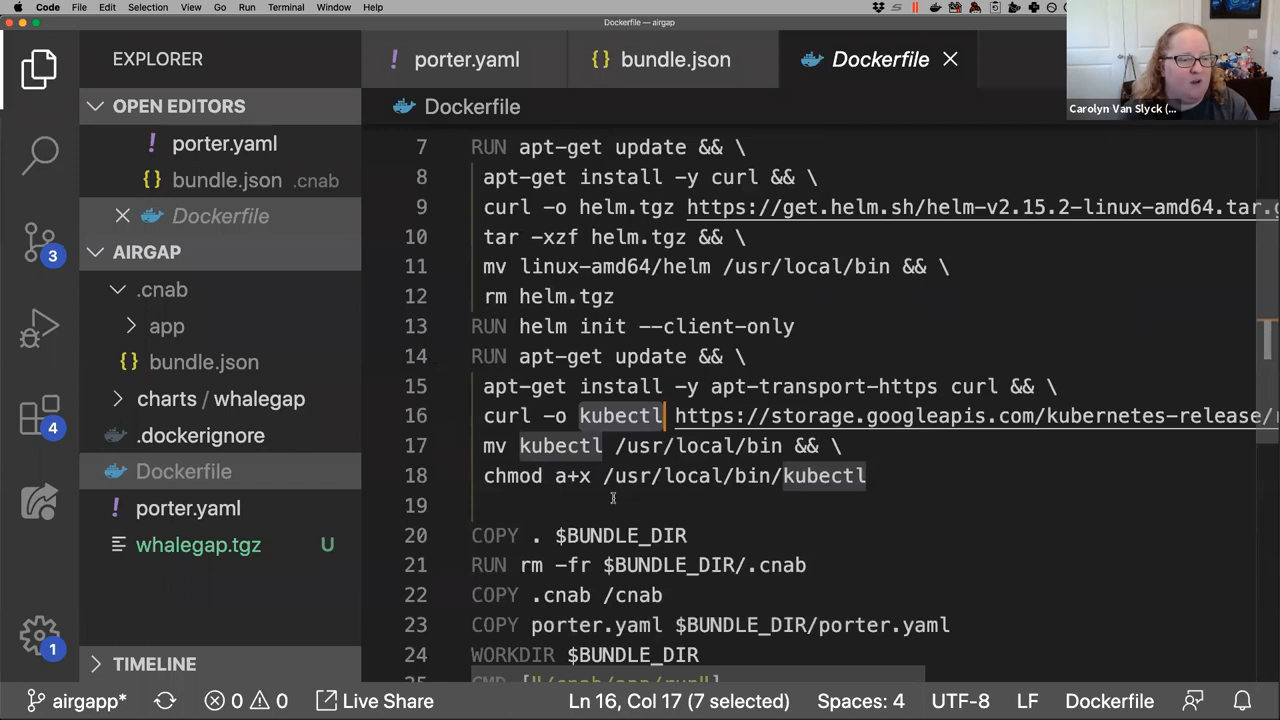 Code File Edit Selection View Go Run Terminal Window Help
Dockerfile — airgap
EXPLORER
OPEN EDITORS
! porter.yaml
{} bundle.json .cnab
Dockerfile
AIRGAP
.cnab
app
{} bundle.json
charts / whalegap
.dockerignore
Dockerfile
! porter.yaml
whalegap.tgz U
TIMELINE
3
4
1
! porter.yaml
{} bundle.json
Dockerfile
Dockerfile
Carolyn Van Slyck (...
7 RUN apt-get update && \
8 apt-get install -y curl && \
9 curl -o helm.tgz https://get.helm.sh/helm-v2.15.2-linux-amd64.tar.g
10 tar -xzf helm.tgz && \
11 mv linux-amd64/helm /usr/local/bin && \
12 rm helm.tgz
13 RUN helm init --client-only
14 RUN apt-get update && \
15 apt-get install -y apt-transport-https curl && \
16 curl -o kubectl https://storage.googleapis.com/kubernetes-release/
17 mv kubectl /usr/local/bin && \
18 chmod a+x /usr/local/bin/kubectl
19
20 COPY . $BUNDLE_DIR
21 RUN rm -fr $BUNDLE_DIR/.cnab
22 COPY .cnab /cnab
23 COPY porter.yaml $BUNDLE_DIR/porter.yaml
24 WORKDIR $BUNDLE_DIR
25 CMD ["/cnab/app/run"]
airgapp* 0 0 Live Share Ln 16, Col 17 (7 selected) Spaces: 4 UTF-8 LF Dockerfile